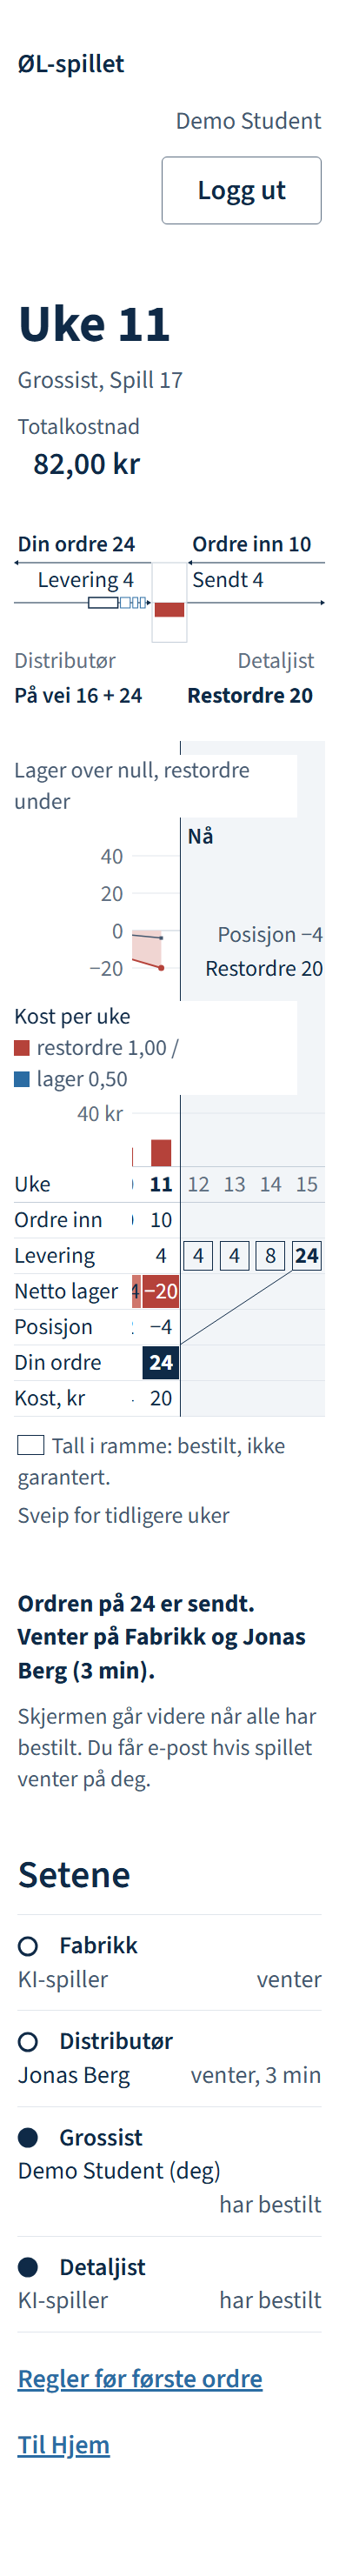 ØL-spillet
Demo Student
Logg ut
Uke 11
Grossist, Spill 17
Totalkostnad
82,00 kr
Din ordre 24 Ordre inn 10
Levering 4 Sendt 4
Distributør Detaljist
På vei 16 + 24 Restordre 20
Lager over null, restordre
under
Nå
40
20
0 Posisjon −4
−20 Restordre 20
Kost per uke
restordre 1,00 /
lager 0,50
40 kr
Uke 11 12 13 14 15
Ordre inn 10
Levering 4 4 4 8 24
Netto lager 4 −20
Posisjon −4
Din ordre 24
Kost, kr 20
Tall i ramme: bestilt, ikke
garantert.
Sveip for tidligere uker
Ordren på 24 er sendt.
Venter på Fabrikk og Jonas
Berg (3 min).
Skjermen går videre når alle har
bestilt. Du får e-post hvis spillet
venter på deg.
Setene
Fabrikk
KI-spiller venter
Distributør
Jonas Berg venter, 3 min
Grossist
Demo Student (deg)
har bestilt
Detaljist
KI-spiller har bestilt
Regler før første ordre
Til Hjem